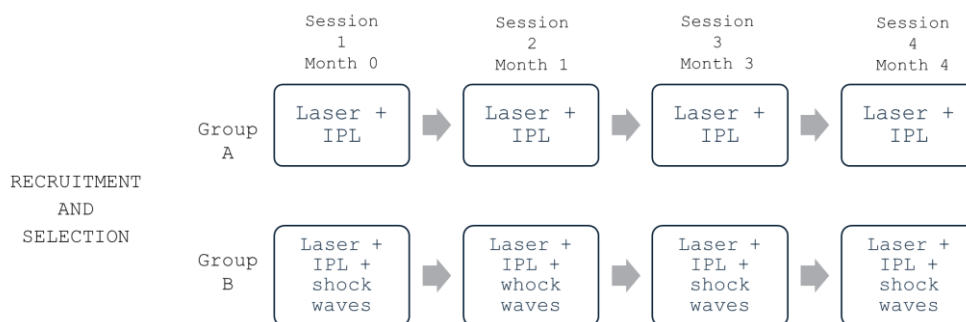 Session
1
Month 0
Session
2
Month 1
Session
3
Month 3
Session
4
Month 4
RECRUITMENT
AND
SELECTION
Group
A
Laser +
IPL
Laser +
IPL
Laser +
IPL
Laser +
IPL
Group
B
Laser +
IPL +
shock
waves
Laser +
IPL +
whock
waves
Laser +
IPL +
shock
waves
Laser +
IPL +
shock
waves